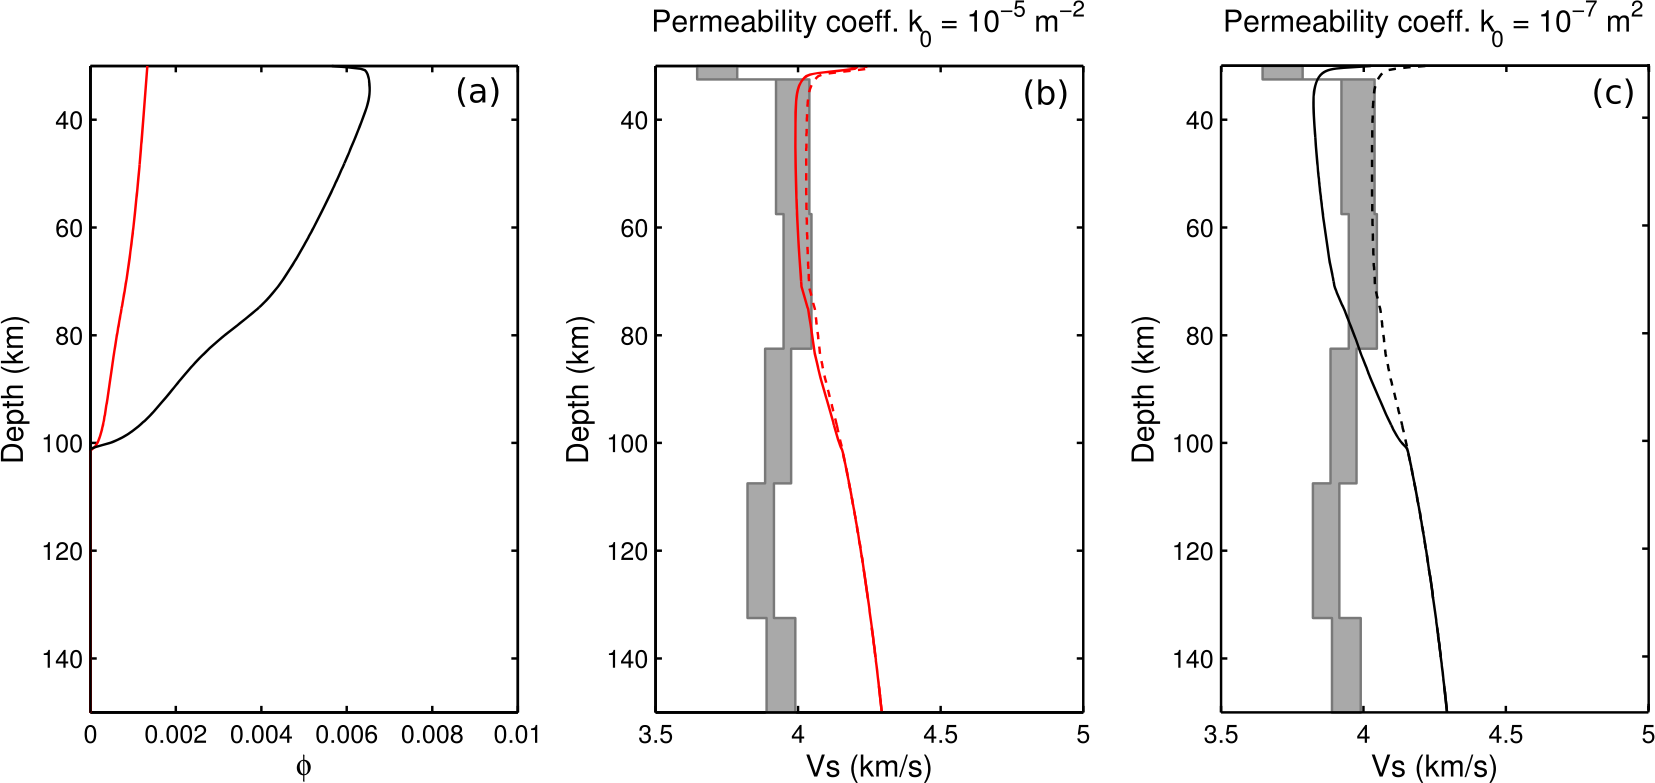 Permeability coeff. k₀ = 10⁻⁵ m⁻²
Permeability coeff. k₀ = 10⁻⁷ m²
(a)
40
60
80
100
120
140
Depth (km)
0 0.002 0.004 0.006 0.008 0.01
ϕ
(b)
40
60
80
100
120
140
Depth (km)
3.5 4 4.5 5
Vs (km/s)
(c)
40
60
80
100
120
140
Depth (km)
3.5 4 4.5 5
Vs (km/s)